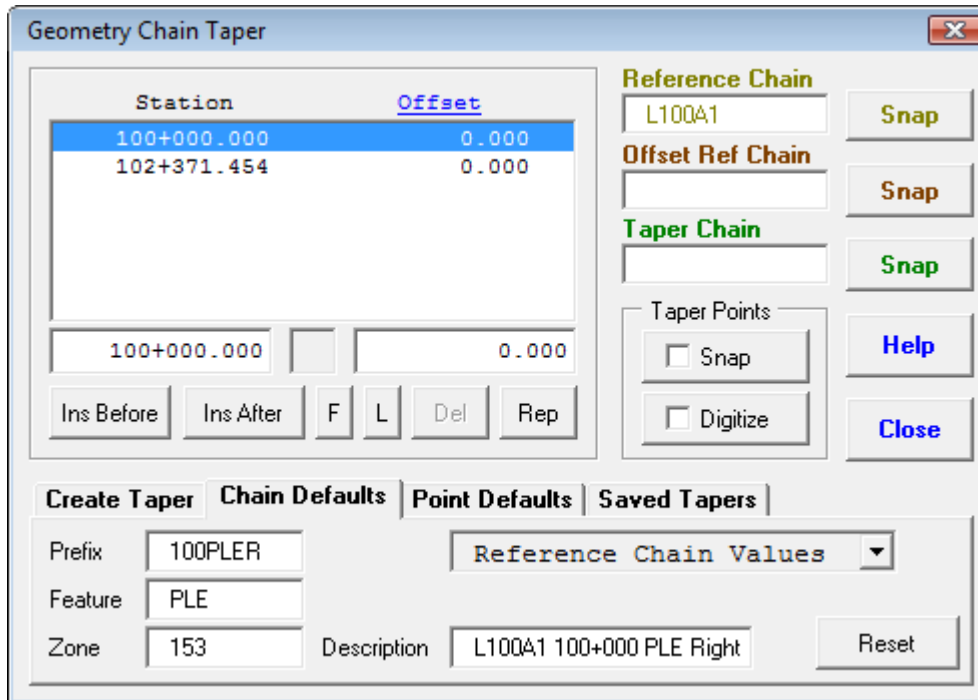 Geometry Chain Taper
Station Offset
100+000.000 0.000
102+371.454 0.000
100+000.000 0.000
Ins Before Ins After F L Del Rep
Reference Chain
L100A1 Snap
Offset Ref Chain
Snap
Taper Chain
Snap
Taper Points
Snap
Digitize
Help
Close
Create Taper Chain Defaults Point Defaults Saved Tapers
Prefix 100PLER Reference Chain Values
Feature PLE
Zone 153 Description L100A1 100+000 PLE Right Reset